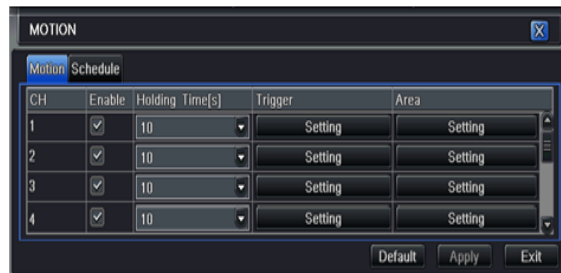 MOTION X
Motion Schedule
CH Enable Holding Time[s] Trigger Area
1 10 Setting Setting
2 10 Setting Setting
3 10 Setting Setting
4 10 Setting Setting
Default Apply Exit